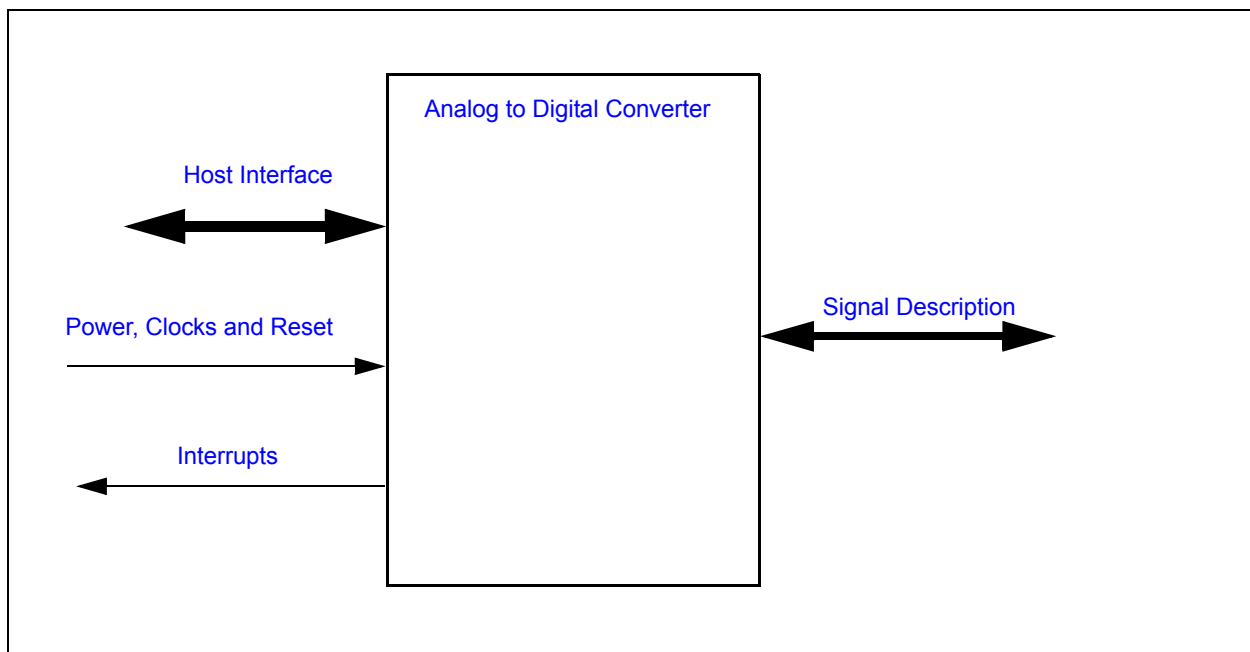 Analog to Digital Converter
Host Interface
Signal Description
Power, Clocks and Reset
Interrupts